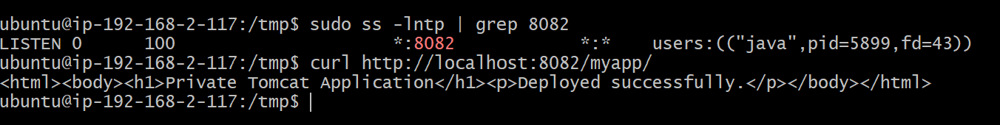 ubuntu@ip-192-168-2-117:/tmp$ sudo ss -lntp | grep 8082
LISTEN 0      100                      *:8082             *:*    users:(("java",pid=5899,fd=43))
ubuntu@ip-192-168-2-117:/tmp$ curl http://localhost:8082/myapp/
<html><body><h1>Private Tomcat Application</h1><p>Deployed successfully.</p></body></html>
ubuntu@ip-192-168-2-117:/tmp$